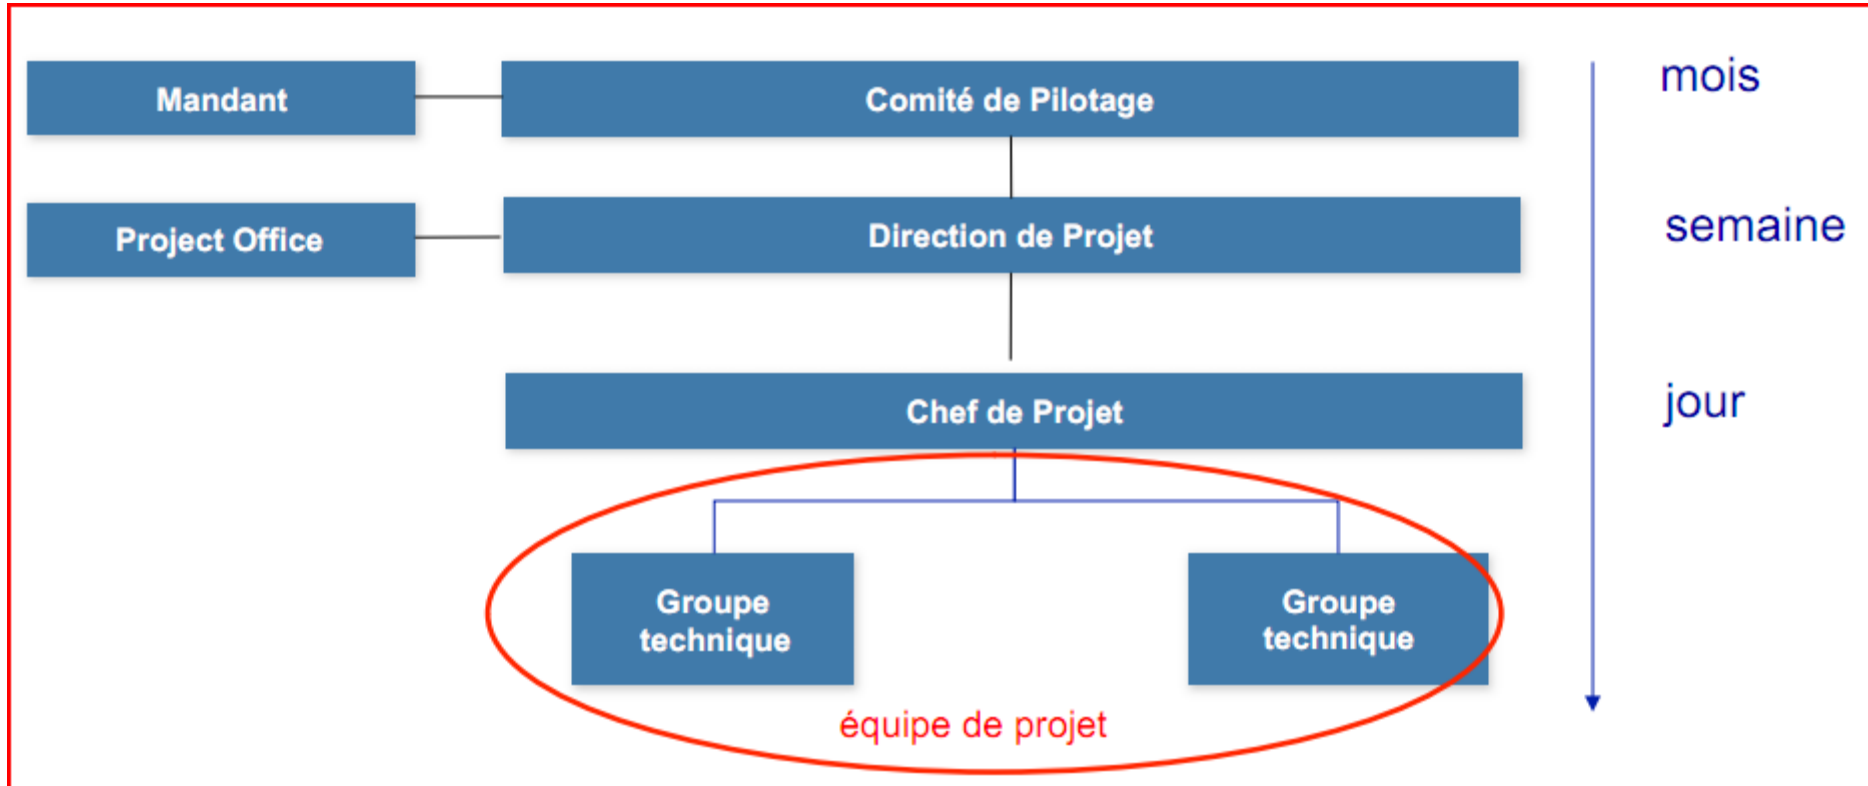 Mandant
Comité de Pilotage
mois
Project Office
Direction de Projet
semaine
Chef de Projet
jour
Groupe
technique
Groupe
technique
équipe de projet